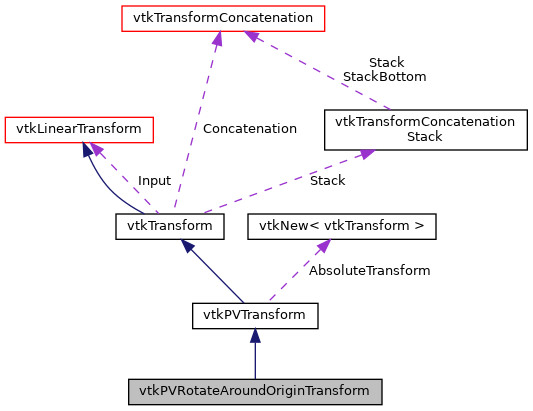 vtkTransformConcatenation
Stack
StackBottom
vtkLinearTransform
Concatenation
vtkTransformConcatenation
Stack
Input
Stack
vtkTransform
vtkNew< vtkTransform >
AbsoluteTransform
vtkPVTransform
vtkPVRotateAroundOriginTransform